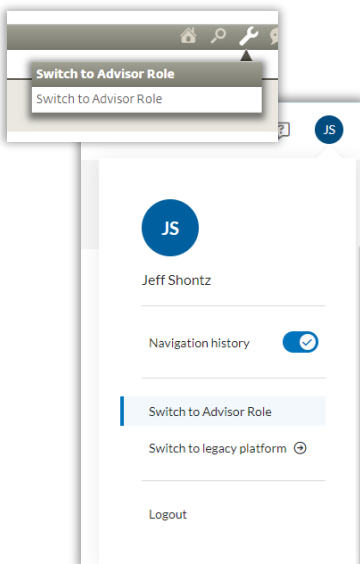 Switch to Advisor Role
Switch to Advisor Role
?
JS
JS
Jeff Shontz
Navigation history
Switch to Advisor Role
Switch to legacy platform
Logout